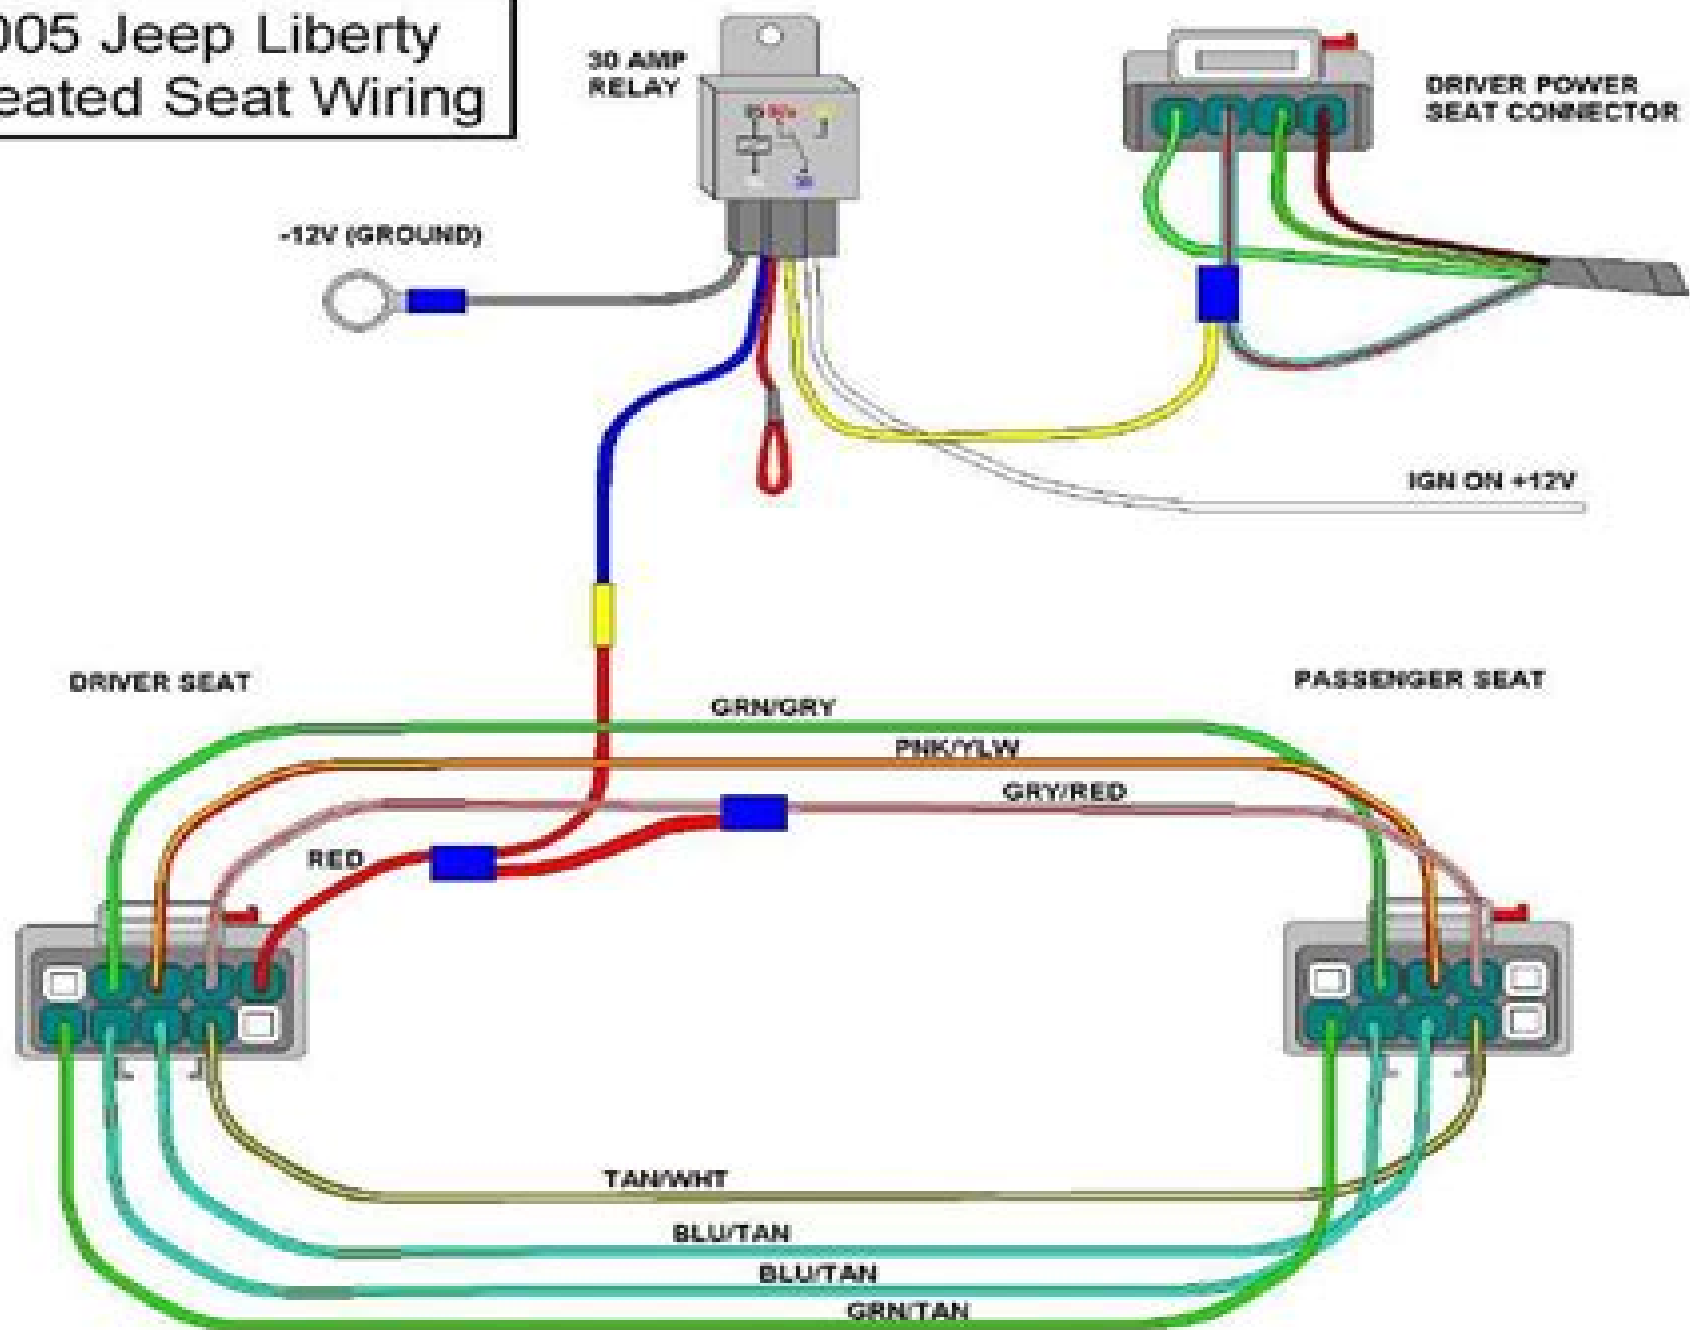 005 Jeep Liberty
eated Seat Wiring
30 AMP
RELAY
DRIVER POWER
SEAT CONNECTOR
-12V (GROUND)
IGN ON +12V
DRIVER SEAT
PASSENGER SEAT
GRN/GRY
PNK/YLW
GRY/RED
RED
TAN/WHT
BLU/TAN
BLU/TAN
GRN/TAN